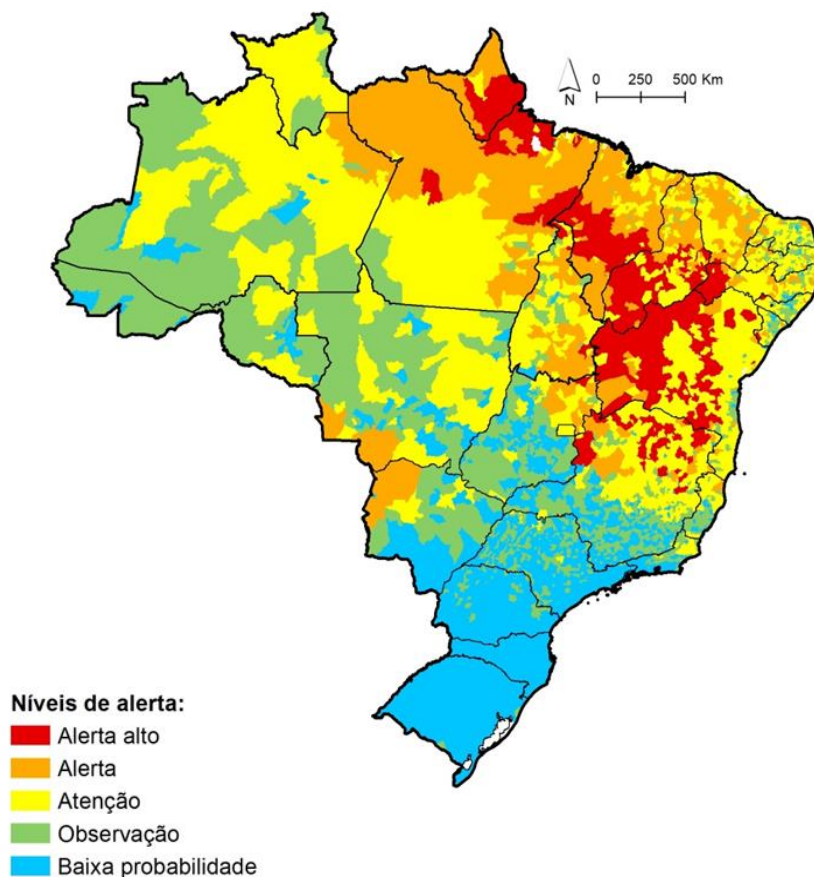 0 250 500 Km
N
Níveis de alerta:
Alerta alto
Alerta
Atenção
Observação
Baixa probabilidade